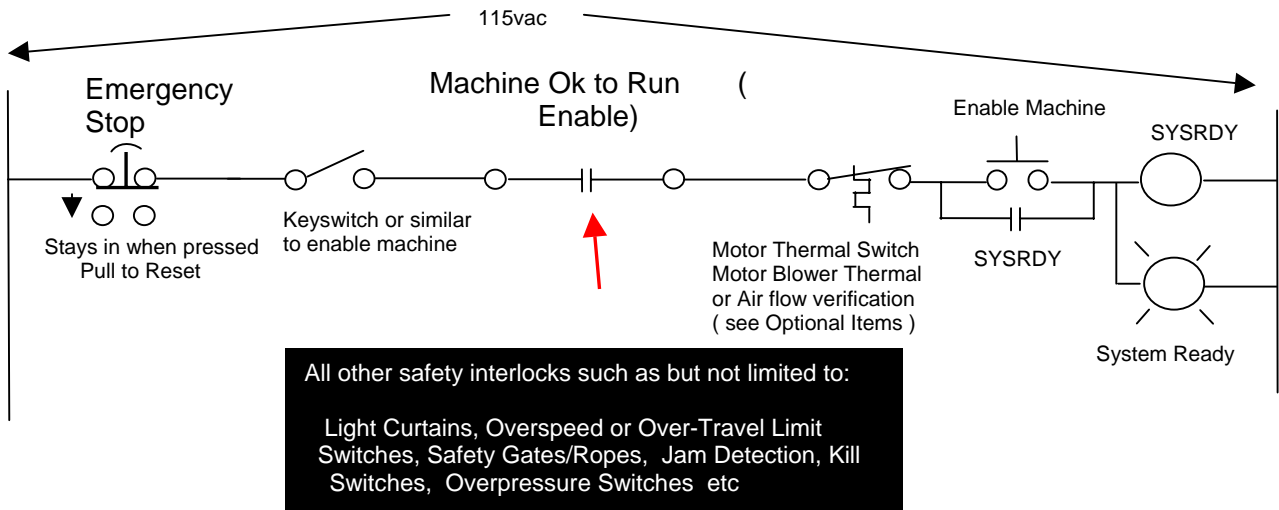 115vac
Machine Ok to Run (
Enable)
Emergency
Stop
Enable Machine
SYSRDY
Keyswitch or similar
to enable machine
Stays in when pressed
Pull to Reset
Motor Thermal Switch
Motor Blower Thermal
or Air flow verification
( see Optional Items )
SYSRDY
System Ready
All other safety interlocks such as but not limited to:
Light Curtains, Overspeed or Over-Travel Limit
Switches, Safety Gates/Ropes, Jam Detection, Kill
Switches, Overpressure Switches etc